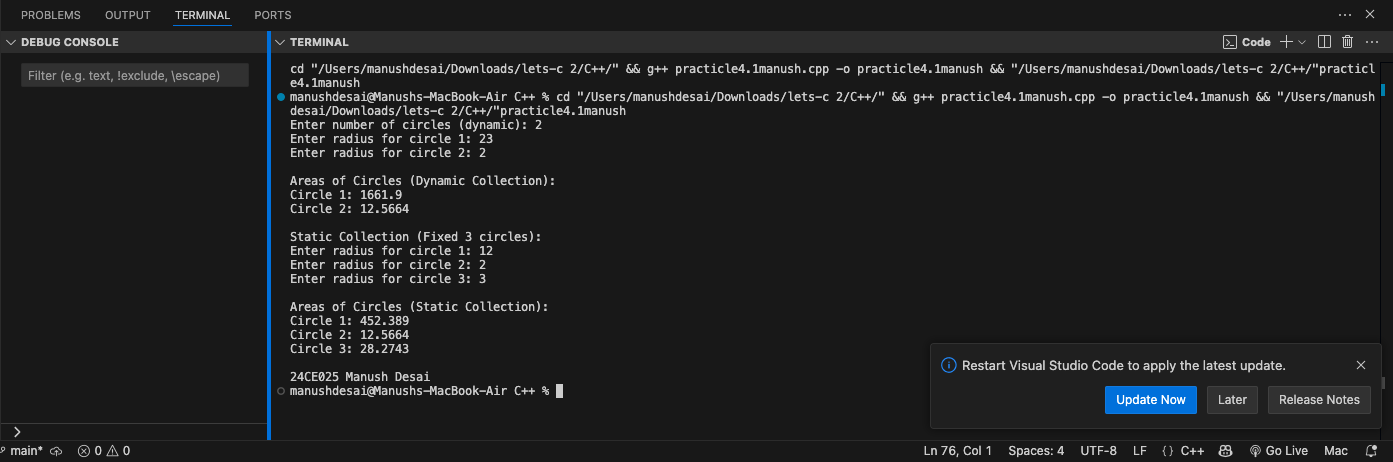 PROBLEMS OUTPUT TERMINAL PORTS
DEBUG CONSOLE
Filter (e.g. text, !exclude, \escape)
TERMINAL
Code
cd "/Users/manushdesai/Downloads/lets-c 2/C++/" && g++ practicle4.1manush.cpp -o practicle4.1manush && "/Users/manushdesai/Downloads/lets-c 2/C++/"practicl
e4.1manush
manushdesai@Manushs-MacBook-Air C++ % cd "/Users/manushdesai/Downloads/lets-c 2/C++/" && g++ practicle4.1manush.cpp -o practicle4.1manush && "/Users/manush
desai/Downloads/lets-c 2/C++/"practicle4.1manush
Enter number of circles (dynamic): 2
Enter radius for circle 1: 23
Enter radius for circle 2: 2
Areas of Circles (Dynamic Collection):
Circle 1: 1661.9
Circle 2: 12.5664
Static Collection (Fixed 3 circles):
Enter radius for circle 1: 12
Enter radius for circle 2: 2
Enter radius for circle 3: 3
Areas of Circles (Static Collection):
Circle 1: 452.389
Circle 2: 12.5664
Circle 3: 28.2743
24CE025 Manush Desai
manushdesai@Manushs-MacBook-Air C++ %
Restart Visual Studio Code to apply the latest update.
Update Now Later Release Notes
main* 0 0 Ln 76, Col 1 Spaces: 4 UTF-8 LF {} C++ Go Live Mac